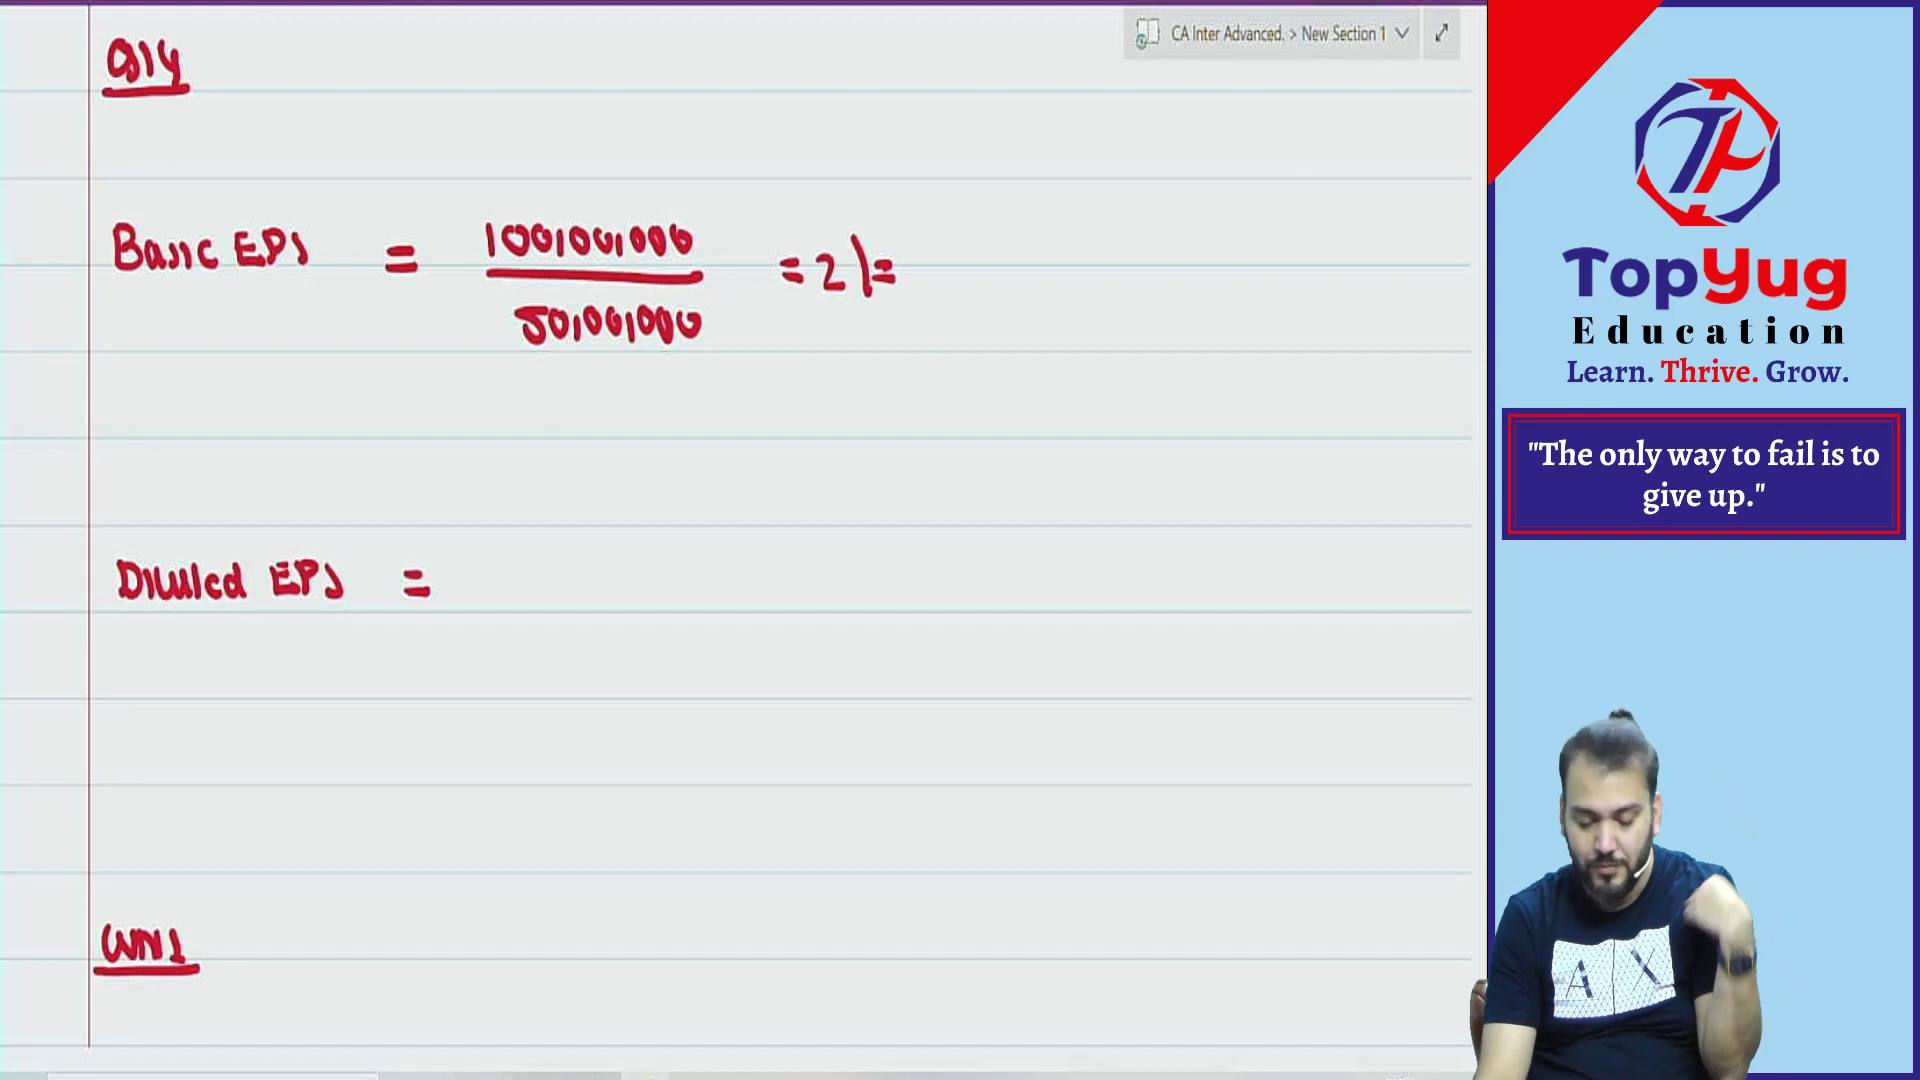 CA Inter Advanced. > New Section 1
Q14
Basic EPS = 100,00,000 / 50,00,000 = 2/=
Diluted EPS =
WN1
TopYug
Education
Learn. Thrive. Grow.
"The only way to fail is to
give up."
A X